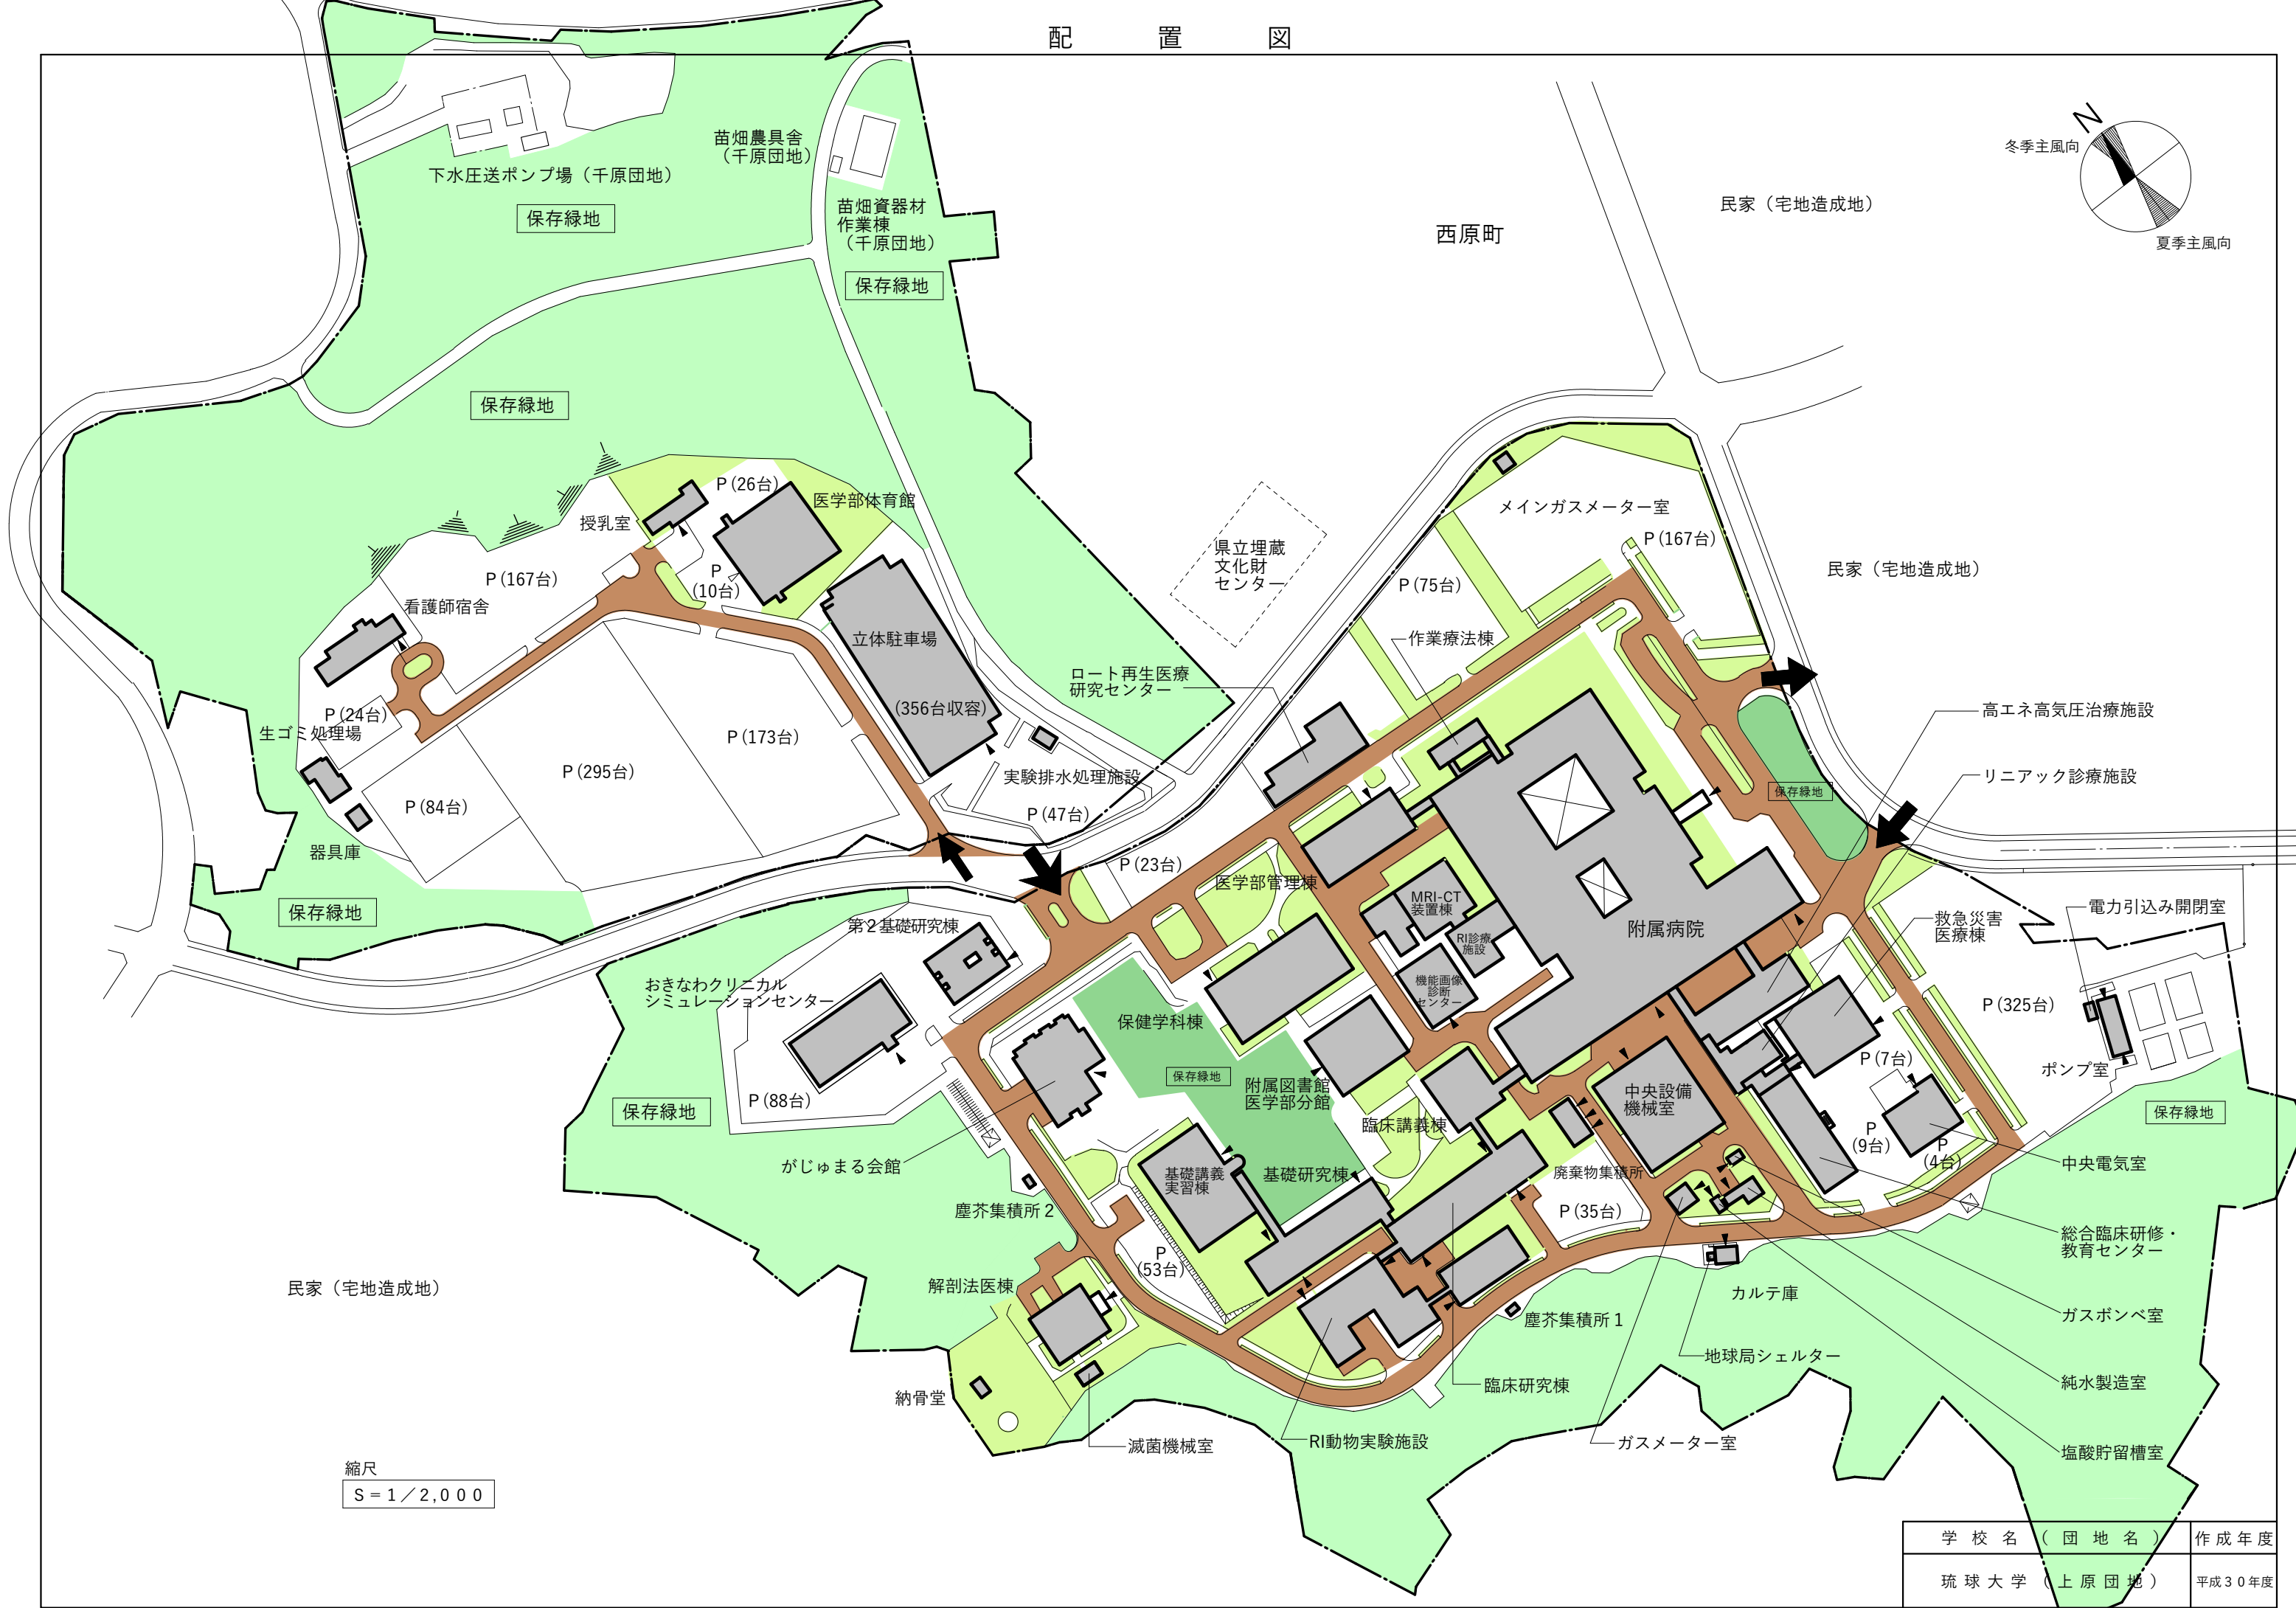 配置図
N
冬季主風向
夏季主風向
苗畑農具舎
（千原団地）
下水圧送ポンプ場（千原団地）
保存緑地
苗畑資器材
作業棟
（千原団地）
保存緑地
西原町
民家（宅地造成地）
保存緑地
P(26台)
医学部体育館
授乳室
メインガスメーター室
P(167台)
県立埋蔵
文化財
センター
民家（宅地造成地）
P(167台)
P
(10台)
P(75台)
看護師宿舎
立体駐車場
作業療法棟
ロート再生医療
研究センター
(356台収容)
高エネ高気圧治療施設
P(24台)
生ゴミ処理場
P(173台)
P(295台)
実験排水処理施設
リニアック診療施設
保存緑地
P(84台)
P(47台)
器具庫
P(23台)
医学部管理棟
MRI-CT
装置棟
保存緑地
第２基礎研究棟
附属病院
RI診療
施設
救急災害
医療棟
電力引込み開閉室
おきなわクリニカル
シミュレーションセンター
機能画像
診断
センター
P(325台)
保健学科棟
P(7台)
ポンプ室
保存緑地
附属図書館
医学部分館
中央設備
機械室
P(88台)
保存緑地
保存緑地
臨床講義棟
P
(9台)
P
(4台)
がじゅまる会館
基礎講義
実習棟
基礎研究棟
廃棄物集積所
中央電気室
塵芥集積所２
P(35台)
総合臨床研修・
教育センター
P
(53台)
民家（宅地造成地）
解剖法医棟
カルテ庫
ガスボンベ室
塵芥集積所１
地球局シェルター
納骨堂
臨床研究棟
純水製造室
滅菌機械室
RI動物実験施設
ガスメーター室
塩酸貯留槽室
縮尺
S＝1／2,000
学校名（団地名）
作成年度
琉球大学（上原団地）
平成３０年度